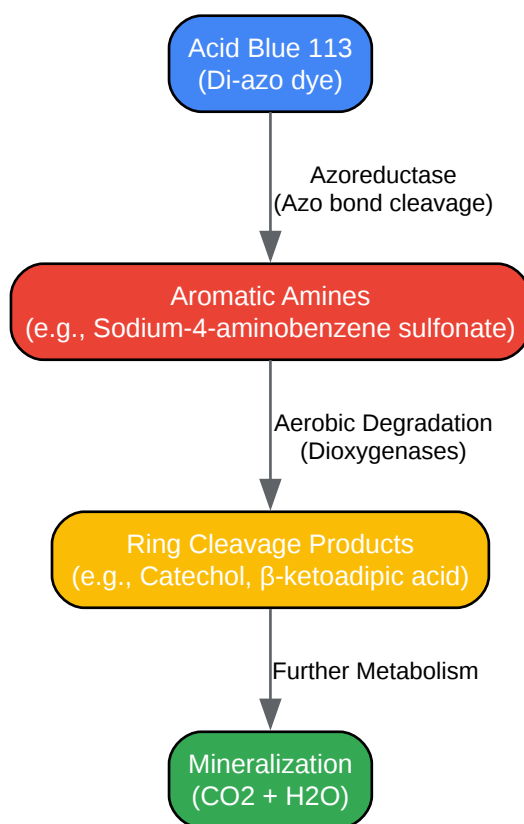 Acid Blue 113
(Di-azo dye)
Azoreductase
(Azo bond cleavage)
Aromatic Amines
(e.g., Sodium-4-aminobenzene sulfonate)
Aerobic Degradation
(Dioxygenases)
Ring Cleavage Products
(e.g., Catechol, β-ketoadipic acid)
Further Metabolism
Mineralization
(CO2 + H2O)